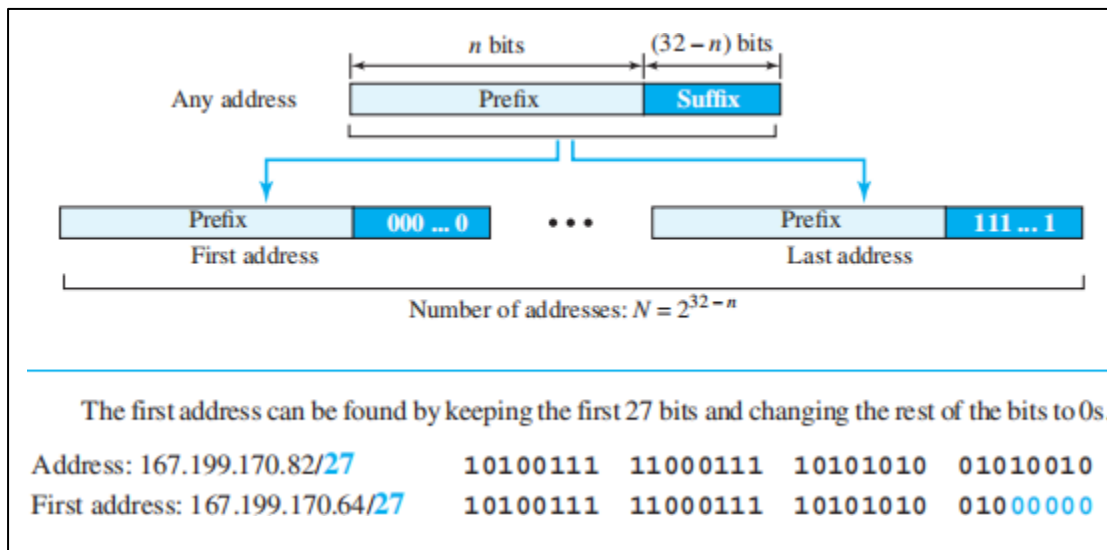 n bits (32 – n) bits
Any address Prefix Suffix
Prefix 000 ... 0 ••• Prefix 111 ... 1
First address Last address
Number of addresses: N = 2^{32 – n}
The first address can be found by keeping the first 27 bits and changing the rest of the bits to 0s.
Address: 167.199.170.82/27 10100111 11000111 10101010 01010010
First address: 167.199.170.64/27 10100111 11000111 10101010 01000000